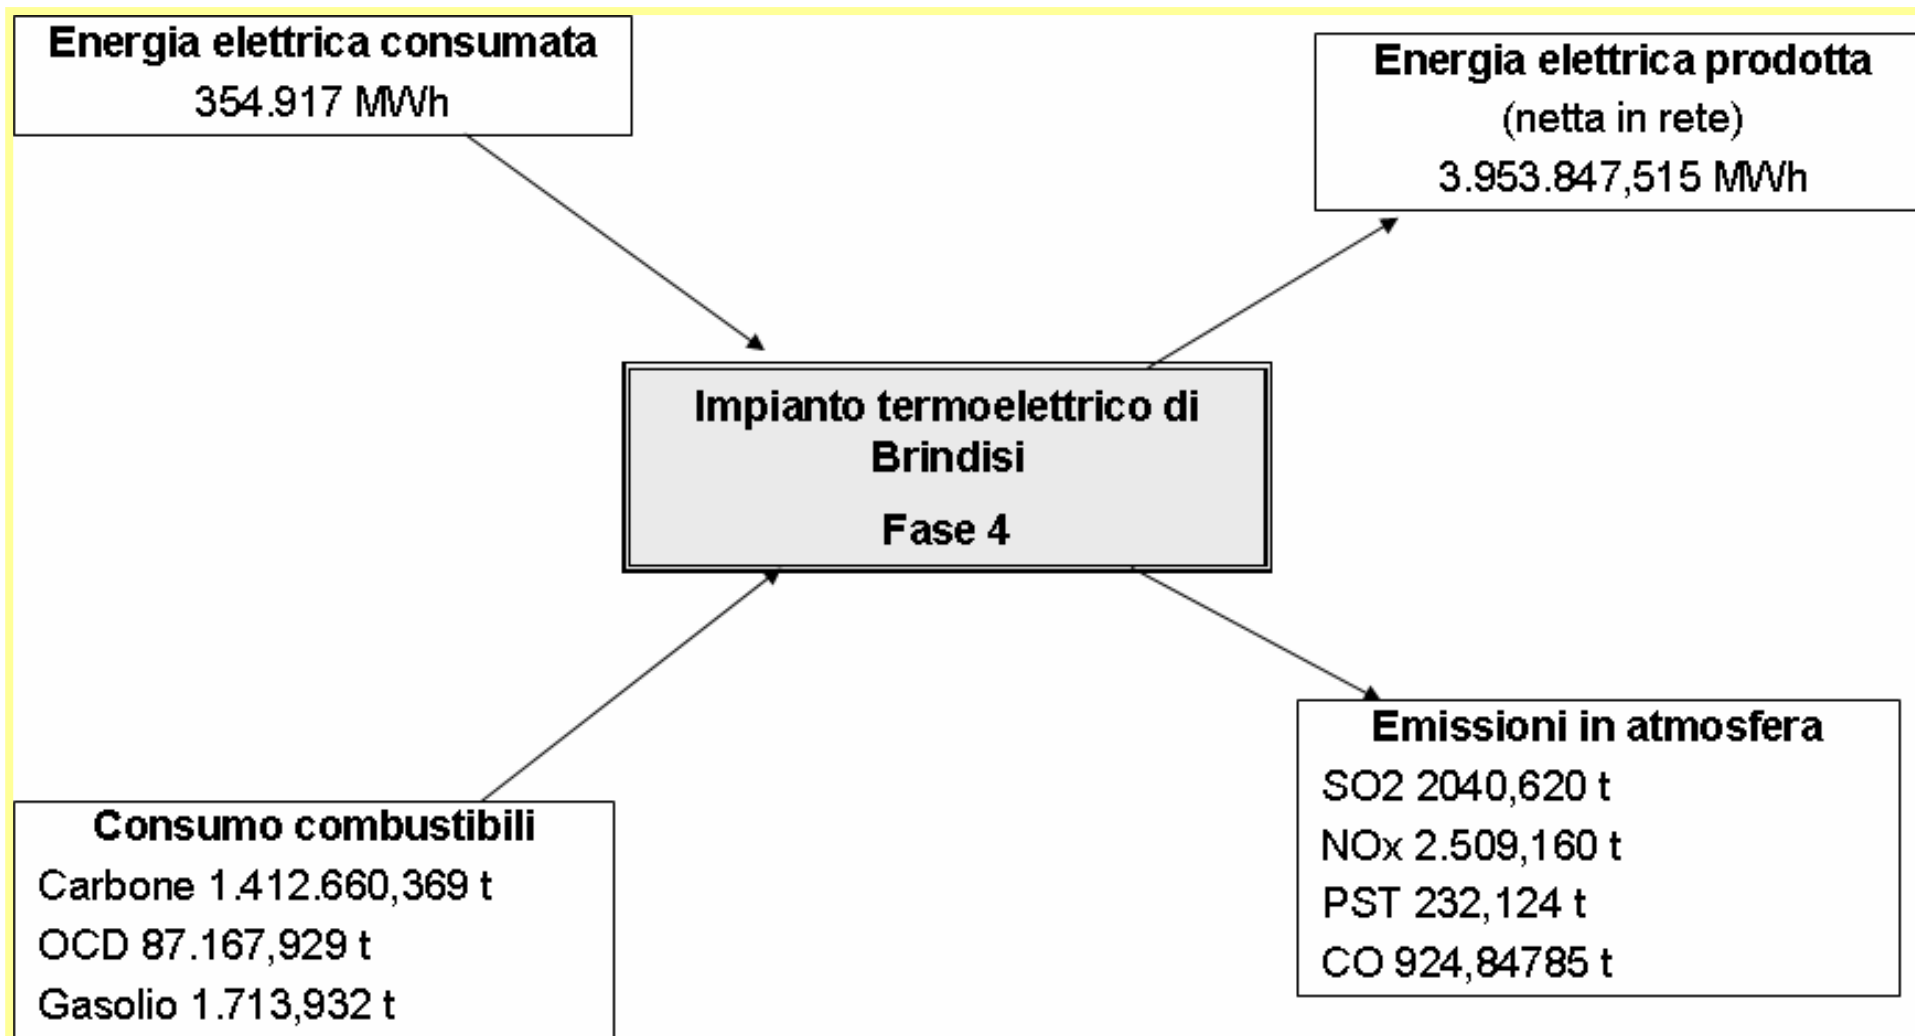 Energia elettrica consumata
354.917 MWh
Energia elettrica prodotta
(netta in rete)
3.953.847,515 MWh
Impianto termoelettrico di
Brindisi
Fase 4
Consumo combustibili
Carbone 1.412.660,369 t
OCD 87.167,929 t
Gasolio 1.713,932 t
Emissioni in atmosfera
SO2 2040,620 t
NOx 2.509,160 t
PST 232,124 t
CO 924,84785 t